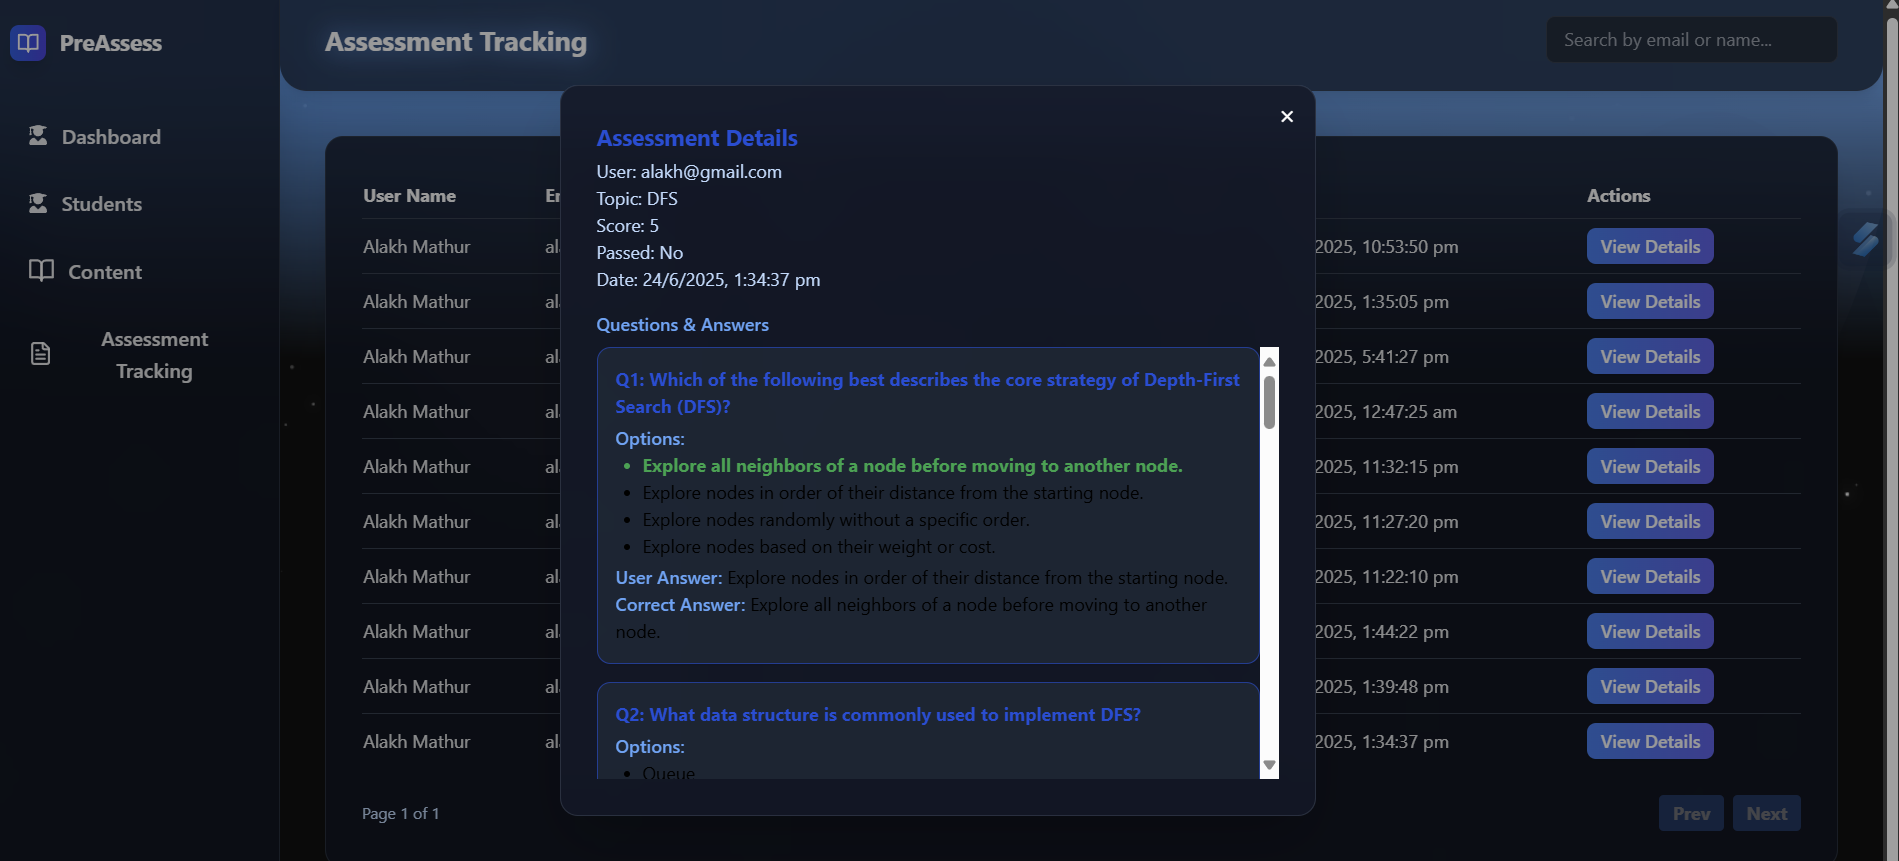 PreAssess
Dashboard
Students
Content
Assessment
Tracking
Assessment Tracking
Search by email or name...
User Name
Actions
Alakh Mathur
2025, 10:53:50 pm
View Details
Alakh Mathur
2025, 1:35:05 pm
View Details
Alakh Mathur
2025, 5:41:27 pm
View Details
Alakh Mathur
2025, 12:47:25 am
View Details
Alakh Mathur
2025, 11:32:15 pm
View Details
Alakh Mathur
2025, 11:27:20 pm
View Details
Alakh Mathur
2025, 11:22:10 pm
View Details
Alakh Mathur
2025, 1:44:22 pm
View Details
Alakh Mathur
2025, 1:39:48 pm
View Details
Alakh Mathur
2025, 1:34:37 pm
View Details
Page 1 of 1
Prev
Next
Assessment Details
User: alakh@gmail.com
Topic: DFS
Score: 5
Passed: No
Date: 24/6/2025, 1:34:37 pm
Questions & Answers
Q1: Which of the following best describes the core strategy of Depth-First
Search (DFS)?
Options:
• Explore all neighbors of a node before moving to another node.
• Explore nodes in order of their distance from the starting node.
• Explore nodes randomly without a specific order.
• Explore nodes based on their weight or cost.
User Answer: Explore nodes in order of their distance from the starting node.
Correct Answer: Explore all neighbors of a node before moving to another
node.
Q2: What data structure is commonly used to implement DFS?
Options:
• Queue